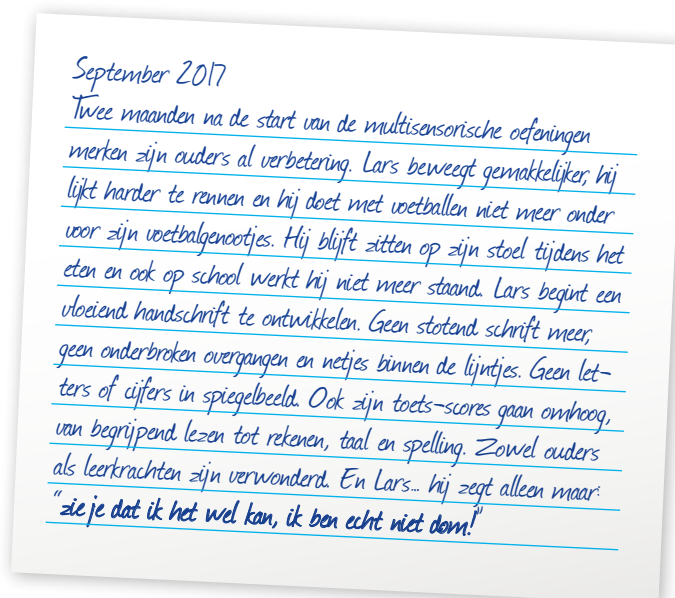 September 2017
Twee maanden na de start van de multisensorische oefeningen
merken zijn ouders al verbetering. Lars beweegt gemakkelijker, hij
lijkt harder te rennen en hij doet met voetballen niet meer onder
voor zijn voetbalgenootjes. Hij blijft zitten op zijn stoel tijdens het
eten en ook op school werkt hij niet meer staand. Lars begint een
vloeiend handschrift te ontwikkelen. Geen stotend schrift meer,
geen onderbroken overgangen en netjes binnen de lijntjes. Geen let-
ters of cijfers in spiegelbeeld. Ook zijn toets-scores gaan omhoog,
van begrijpend lezen tot rekenen, taal en spelling. Zowel ouders
als leerkrachten zijn verwonderd. En Lars... hij zegt alleen maar:
"zie je dat ik het wel kan, ik ben echt niet dom!"